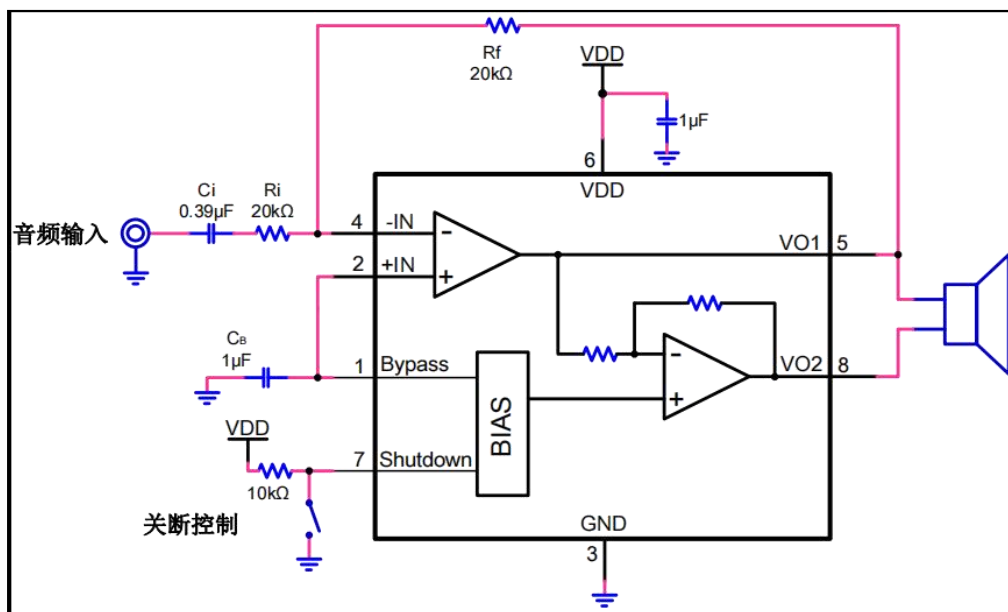 Rf
20kΩ
VDD
1µF
6
VDD
Ci
0.39µF
Ri
20kΩ
音频输入
4
-IN
-
VO1
5
2
+IN
+
CB
1µF
1
Bypass
BIAS
-
+
VO2
8
VDD
10kΩ
7
Shutdown
关断控制
GND
3